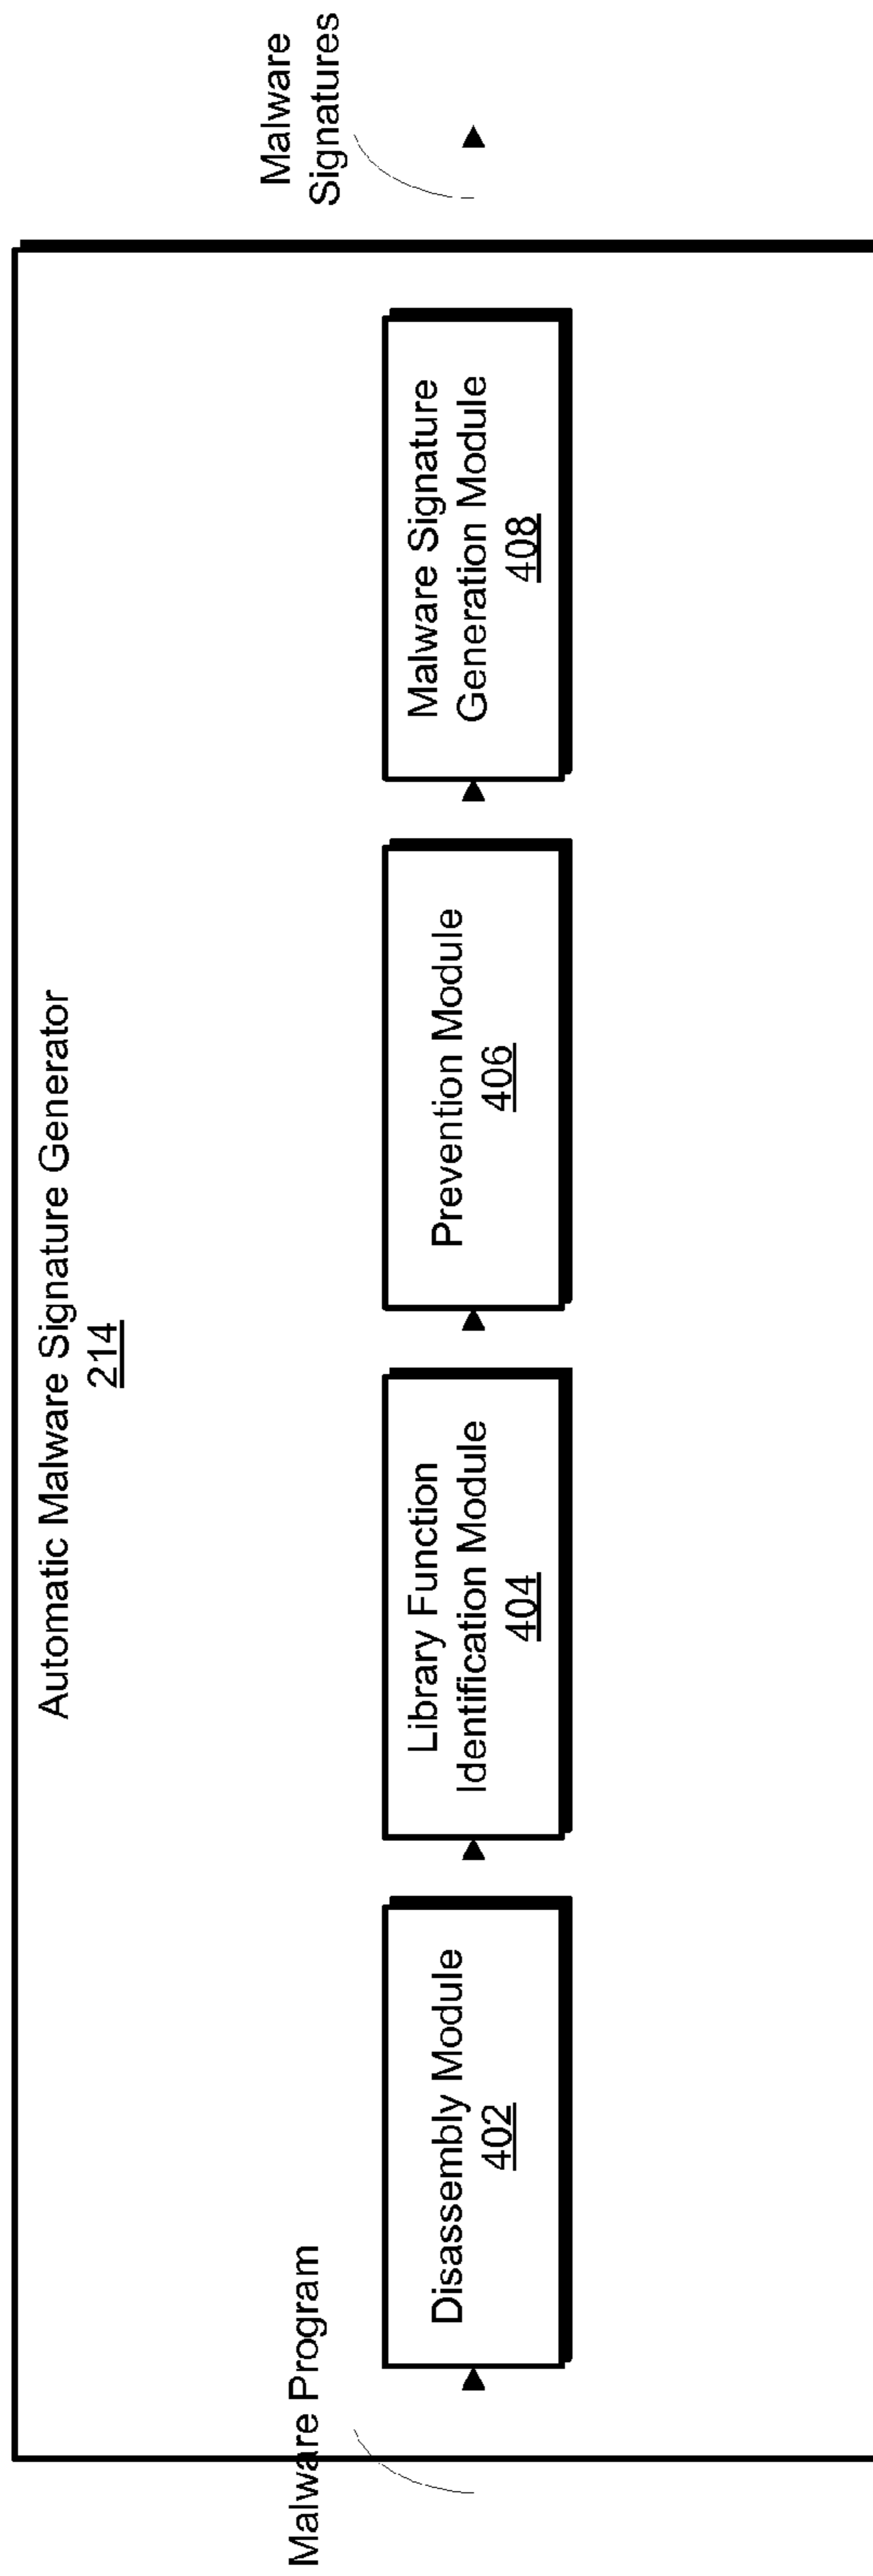 Automatic Malware Signature Generator
214
Malware Program
Disassembly Module
402
Library Function
Identification Module
404
Prevention Module
406
Malware Signature
Generation Module
408
Malware
Signatures